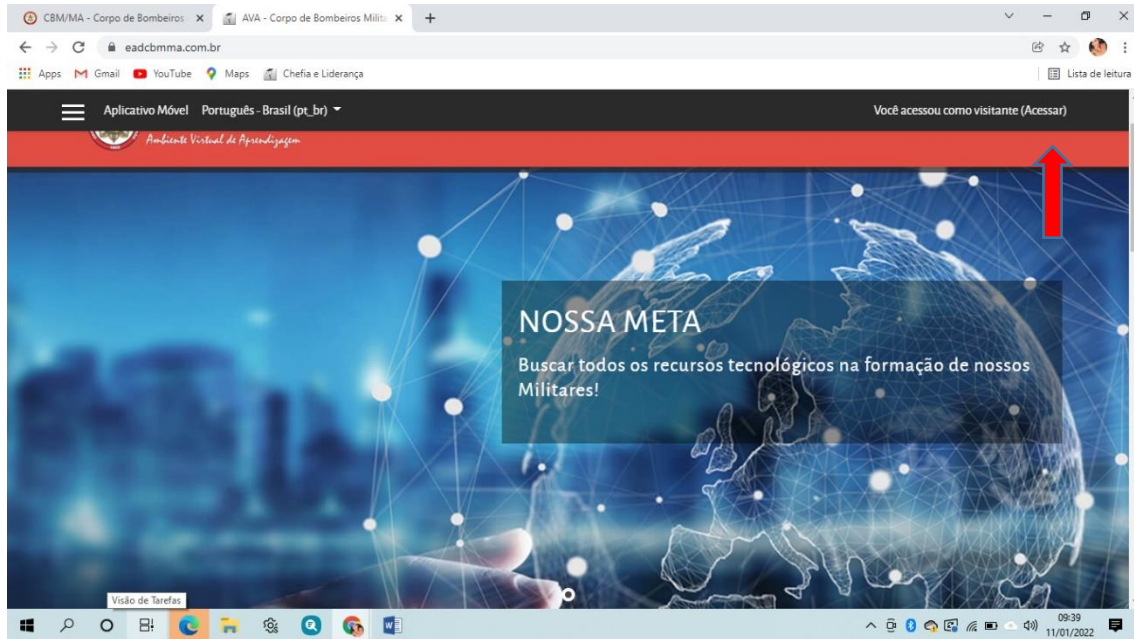 CBM/MA - Corpo de Bombeiros
AVA - Corpo de Bombeiros Milita
eadcbmma.com.br
Apps Gmail YouTube Maps Chefia e Liderança Lista de leitura
Aplicativo Móvel Português - Brasil (pt_br) Você acessou como visitante (Acessar)
Ambiente Virtual de Aprendizagem
NOSSA META
Buscar todos os recursos tecnológicos na formação de nossos
Militares!
Visão de Tarefas
09:39
11/01/2022